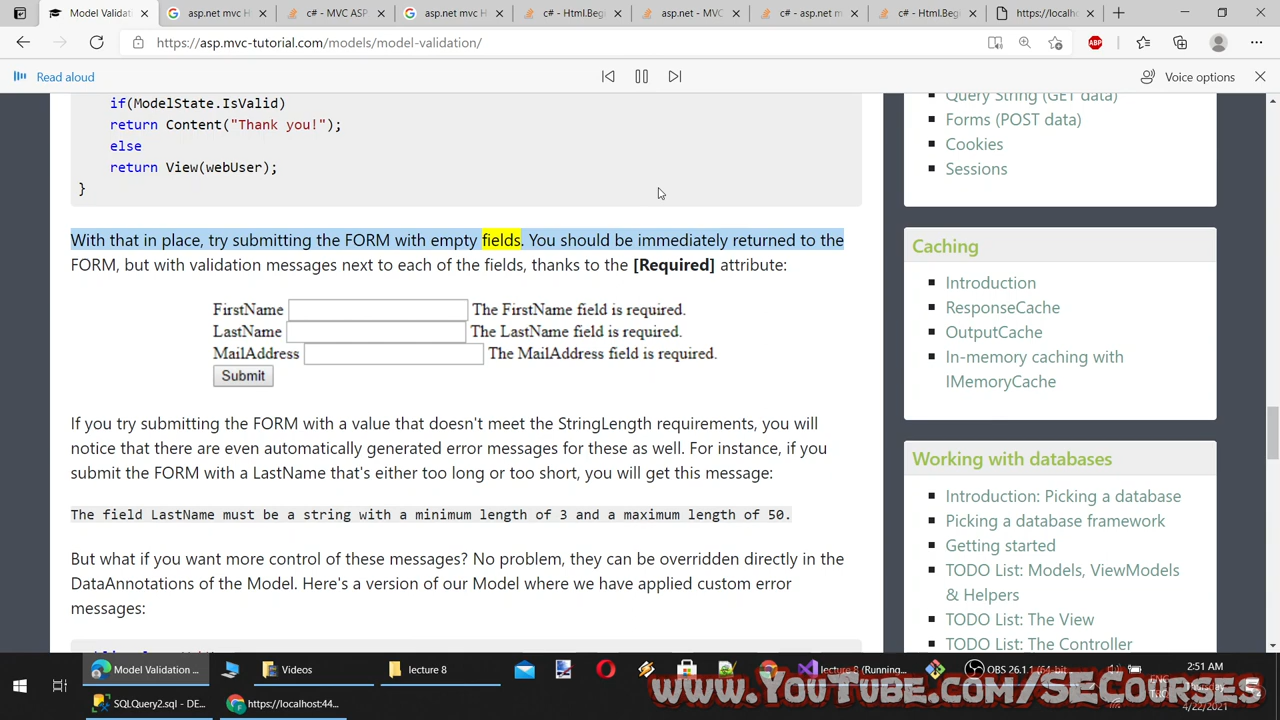 Model Validati
asp.net mvc H
c# - MVC ASP
asp.net mvc H
c# - Html.Beg
asp.net - MVC
c# - asp.net m
c# - Html.Beg
https://localh
https://asp.mvc-tutorial.com/models/model-validation/
ABP
Read aloud
Voice options
if(ModelState.IsValid)
return Content("Thank you!");
else
return View(webUser);
}
With that in place, try submitting the FORM with empty fields. You should be immediately returned to the
FORM, but with validation messages next to each of the fields, thanks to the [Required] attribute:
FirstName The FirstName field is required.
LastName The LastName field is required.
MailAddress The MailAddress field is required.
Submit
If you try submitting the FORM with a value that doesn't meet the StringLength requirements, you will
notice that there are even automatically generated error messages for these as well. For instance, if you
submit the FORM with a LastName that's either too long or too short, you will get this message:
The field LastName must be a string with a minimum length of 3 and a maximum length of 50.
But what if you want more control of these messages? No problem, they can be overridden directly in the
DataAnnotations of the Model. Here's a version of our Model where we have applied custom error
messages:
Query String (GET data)
Forms (POST data)
Cookies
Sessions
Caching
Introduction
ResponseCache
OutputCache
In-memory caching with
IMemoryCache
Working with databases
Introduction: Picking a database
Picking a database framework
Getting started
TODO List: Models, ViewModels
& Helpers
TODO List: The View
TODO List: The Controller
Model Validation ...
Videos
lecture 8
lecture 8 (Running...
OBS 26.1.1 (64-bit...
2:51 AM
ENG
Thursday
4/22/2021
SQLQuery2.sql - DE...
https://localhost:44...
www.YouTube.com/SECourses